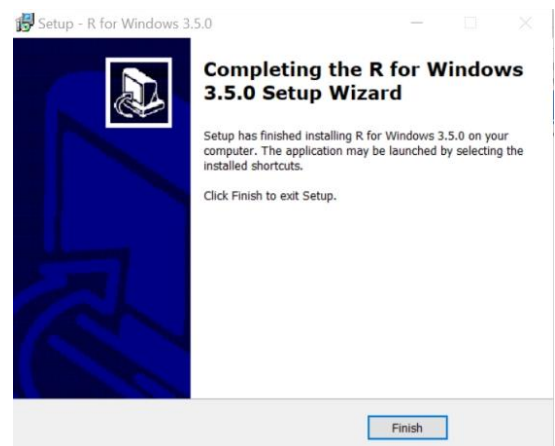 Setup - R for Windows 3.5.0
Completing the R for Windows
3.5.0 Setup Wizard
Setup has finished installing R for Windows 3.5.0 on your
computer. The application may be launched by selecting the
installed shortcuts.
Click Finish to exit Setup.
Finish